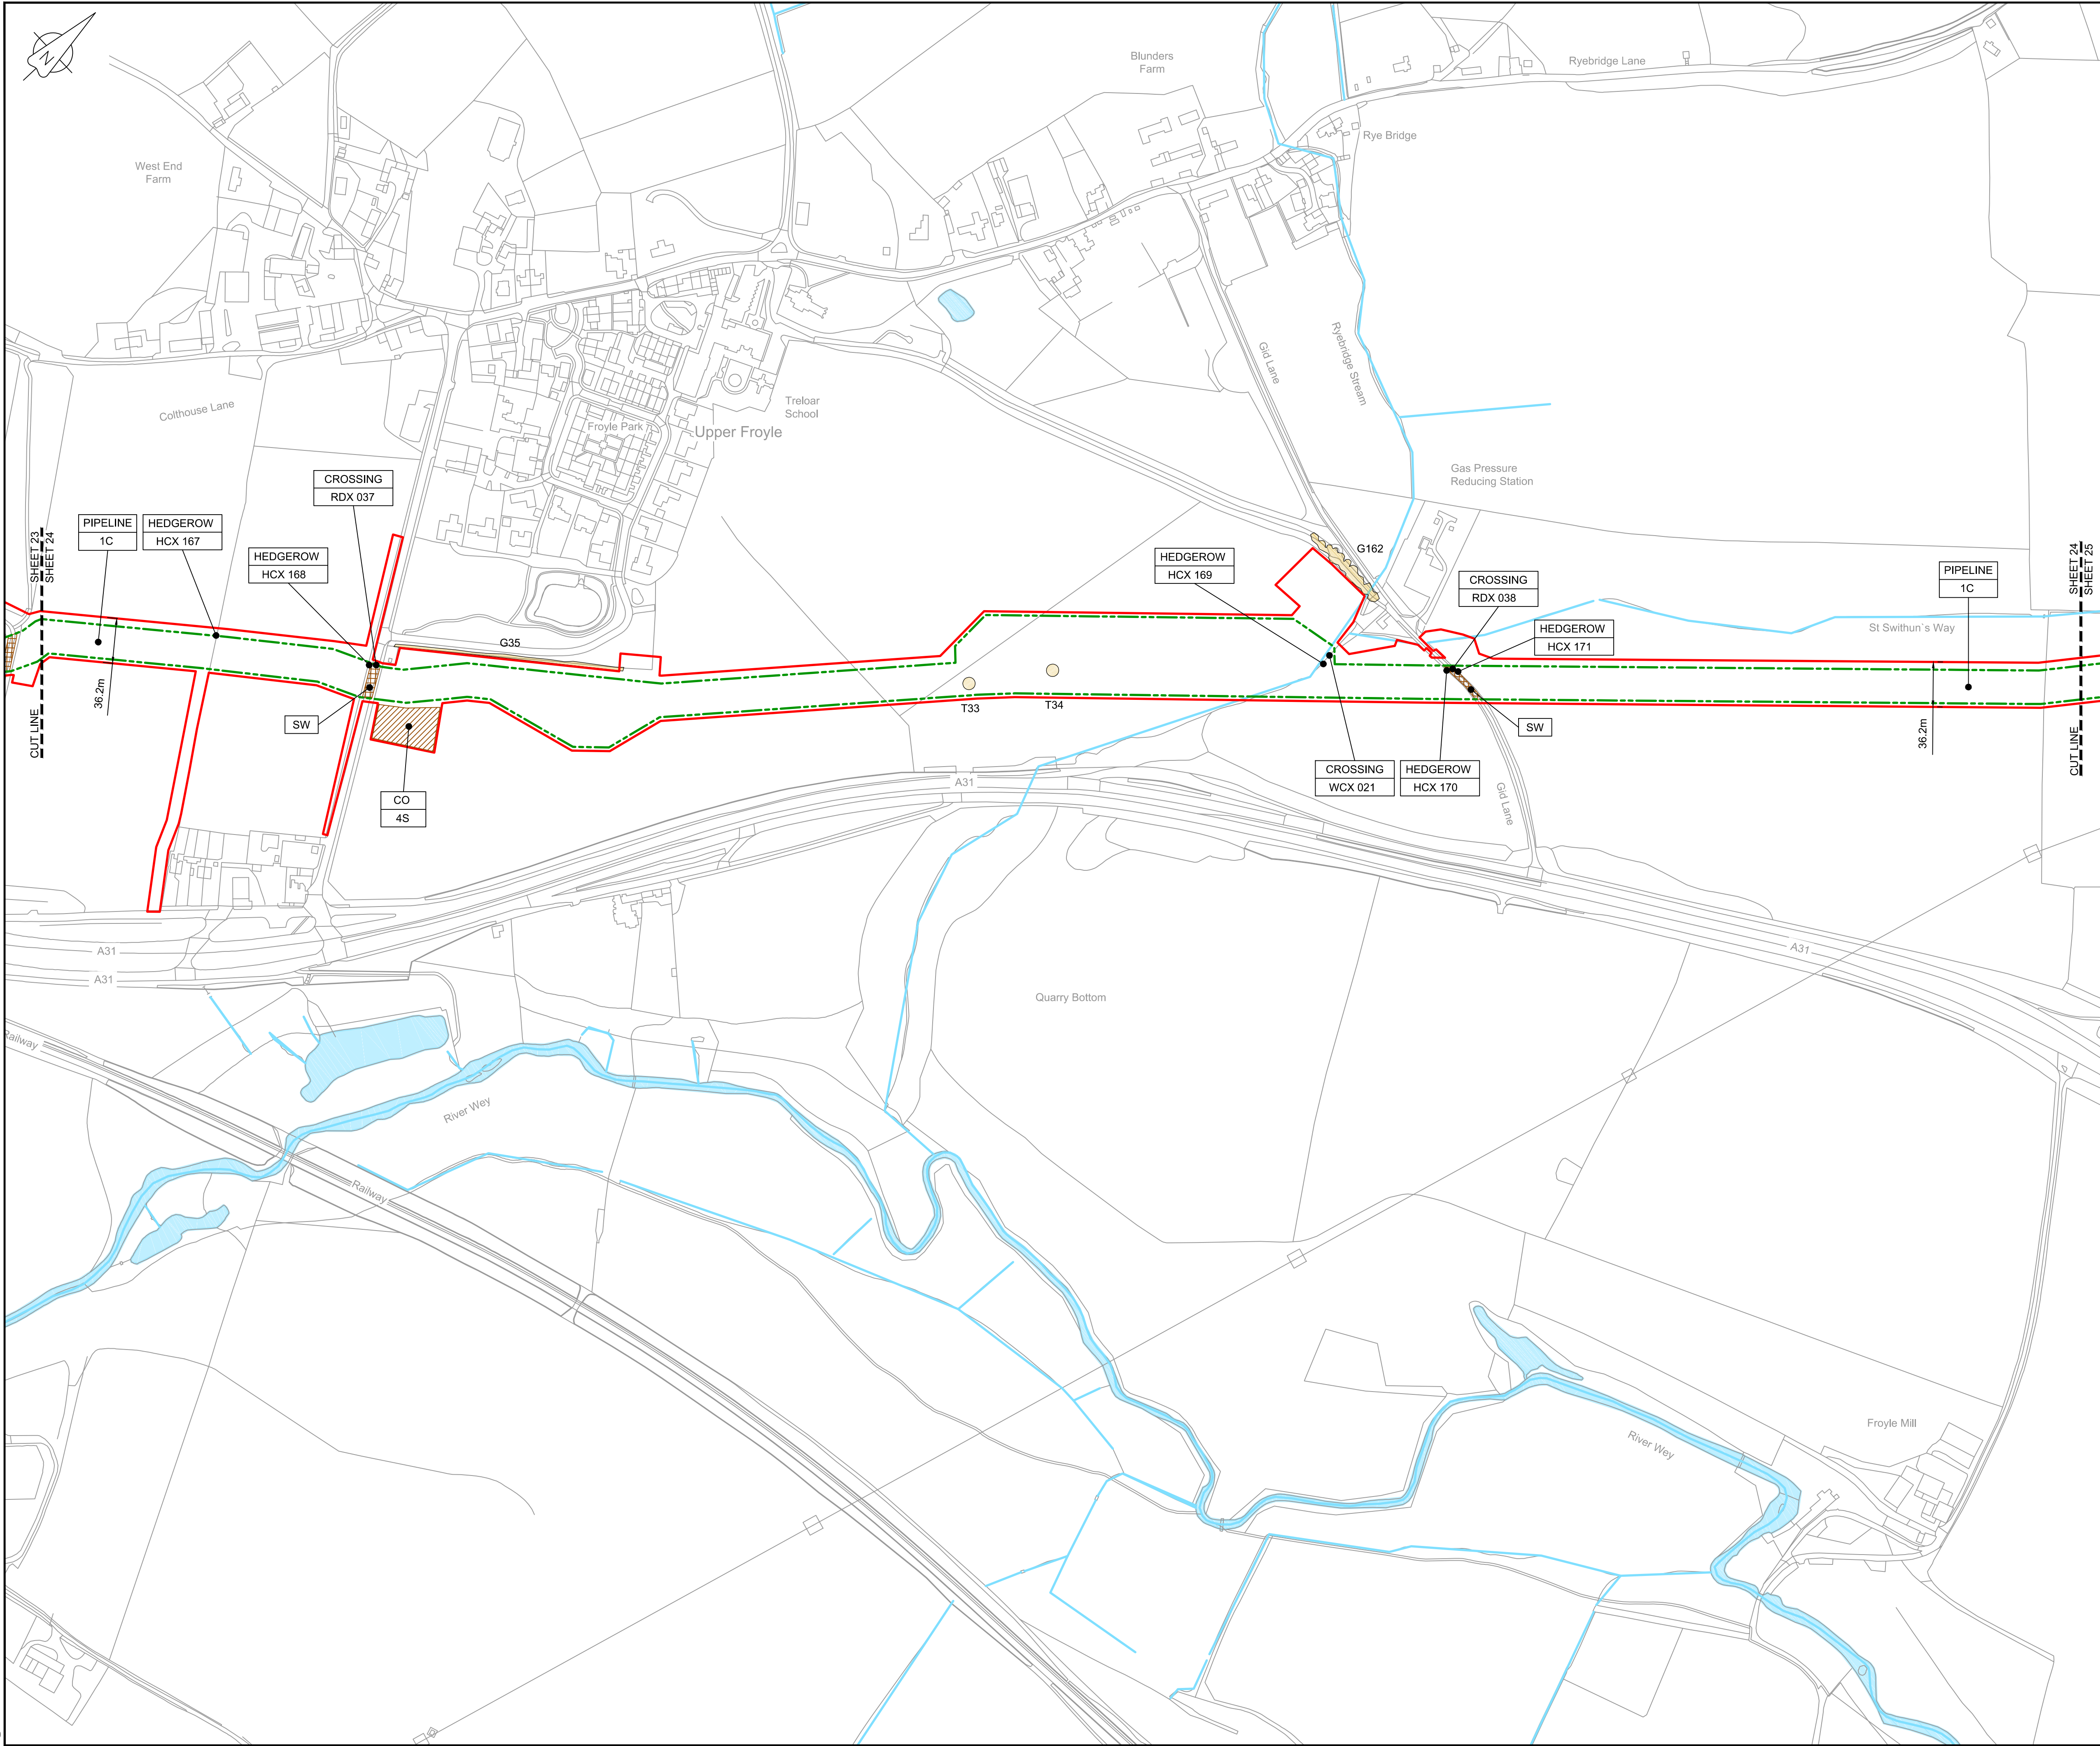 N
Blunders
Farm
Ryebridge Lane
Rye Bridge
West End
Farm
Gid Lane
Ryebridge Stream
Colthouse Lane
Treloar
School
Froyle Park
Upper Froyle
Gas Pressure
Reducing Station
CROSSING
RDX 037
PIPELINE
1C
HEDGEROW
HCX 167
HEDGEROW
HCX 168
SHEET 23
SHEET 24
CUT LINE
36.2m
G35
SW
CO
4S
T33
T34
HEDGEROW
HCX 169
G162
CROSSING
RDX 038
HEDGEROW
HCX 171
PIPELINE
1C
St Swithun`s Way
SHEET 24
SHEET 25
CUT LINE
36.2m
SW
CROSSING
WCX 021
HEDGEROW
HCX 170
Gid Lane
A31
A31
A31
A31
Quarry Bottom
Railway
River Wey
Railway
Froyle Mill
River Wey